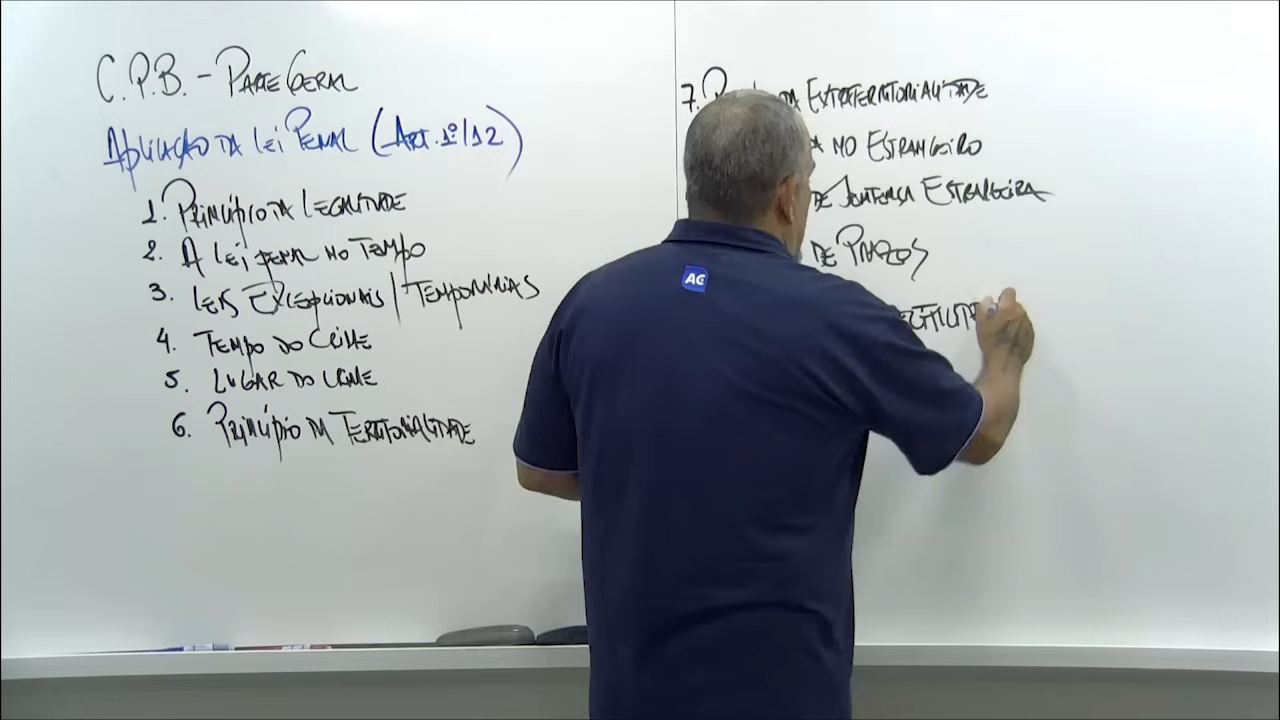 C.P.B. - PARTE GERAL
APLICAÇÃO DA LEI PENAL (ART. 1º/12)
1. PRINCÍPIO DA LEGALIDADE
2. A LEI PENAL NO TEMPO
3. LEIS EXCEPCIONAIS / TEMPORÁRIAS
4. TEMPO DO CRIME
5. LUGAR DO CRIME
6. PRINCÍPIO DA TERRITORIALIDADE
7. DA EXTRATERRITORIALIDADE
NO ESTRANGEIRO
DE SENTENÇA ESTRANGEIRA
DE PRAZOS
AC